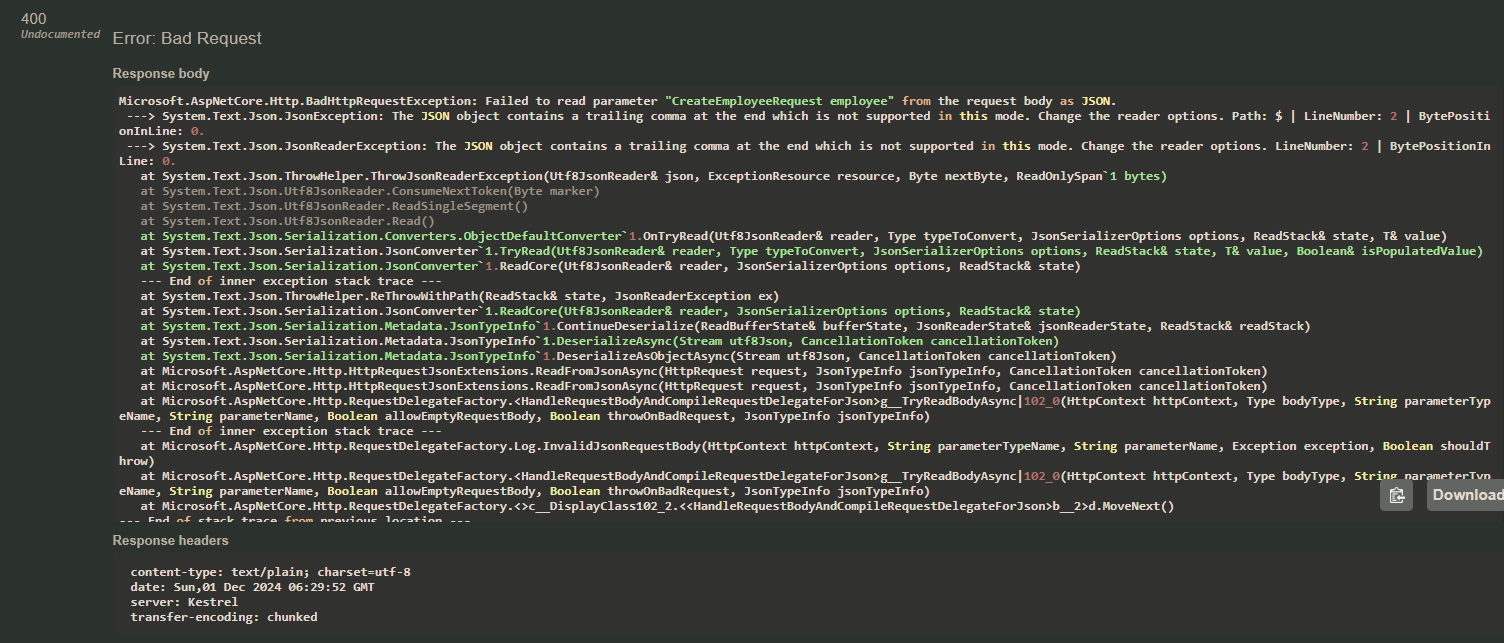 400
Undocumented
Error: Bad Request
Response body
Microsoft.AspNetCore.Http.BadHttpRequestException: Failed to read parameter "CreateEmployeeRequest employee" from the request body as JSON.
 ---> System.Text.Json.JsonException: The JSON object contains a trailing comma at the end which is not supported in this mode. Change the reader options. Path: $ | LineNumber: 2 | BytePositi
onInLine: 0.
 ---> System.Text.Json.JsonReaderException: The JSON object contains a trailing comma at the end which is not supported in this mode. Change the reader options. LineNumber: 2 | BytePositionIn
Line: 0.
   at System.Text.Json.ThrowHelper.ThrowJsonReaderException(Utf8JsonReader& json, ExceptionResource resource, Byte nextByte, ReadOnlySpan`1 bytes)
   at System.Text.Json.Utf8JsonReader.ConsumeNextToken(Byte marker)
   at System.Text.Json.Utf8JsonReader.ReadSingleSegment()
   at System.Text.Json.Utf8JsonReader.Read()
   at System.Text.Json.Serialization.Converters.ObjectDefaultConverter`1.OnTryRead(Utf8JsonReader& reader, Type typeToConvert, JsonSerializerOptions options, ReadStack& state, T& value)
   at System.Text.Json.Serialization.JsonConverter`1.TryRead(Utf8JsonReader& reader, Type typeToConvert, JsonSerializerOptions options, ReadStack& state, T& value, Boolean& isPopulatedValue)
   at System.Text.Json.Serialization.JsonConverter`1.ReadCore(Utf8JsonReader& reader, JsonSerializerOptions options, ReadStack& state)
   --- End of inner exception stack trace ---
   at System.Text.Json.ThrowHelper.ReThrowWithPath(ReadStack& state, JsonReaderException ex)
   at System.Text.Json.Serialization.JsonConverter`1.ReadCore(Utf8JsonReader& reader, JsonSerializerOptions options, ReadStack& state)
   at System.Text.Json.Serialization.Metadata.JsonTypeInfo`1.ContinueDeserialize(ReadBufferState& bufferState, JsonReaderState& jsonReaderState, ReadStack& readStack)
   at System.Text.Json.Serialization.Metadata.JsonTypeInfo`1.DeserializeAsync(Stream utf8Json, CancellationToken cancellationToken)
   at System.Text.Json.Serialization.Metadata.JsonTypeInfo`1.DeserializeAsObjectAsync(Stream utf8Json, CancellationToken cancellationToken)
   at Microsoft.AspNetCore.Http.HttpRequestJsonExtensions.ReadFromJsonAsync(HttpRequest request, JsonTypeInfo jsonTypeInfo, CancellationToken cancellationToken)
   at Microsoft.AspNetCore.Http.HttpRequestJsonExtensions.ReadFromJsonAsync(HttpRequest request, JsonTypeInfo jsonTypeInfo, CancellationToken cancellationToken)
   at Microsoft.AspNetCore.Http.RequestDelegateFactory.<HandleRequestBodyAndCompileRequestDelegateForJson>g__TryReadBodyAsync|102_0(HttpContext httpContext, Type bodyType, String parameterTyp
eName, String parameterName, Boolean allowEmptyRequestBody, Boolean throwOnBadRequest, JsonTypeInfo jsonTypeInfo)
   --- End of inner exception stack trace ---
   at Microsoft.AspNetCore.Http.RequestDelegateFactory.Log.InvalidJsonRequestBody(HttpContext httpContext, String parameterTypeName, String parameterName, Exception exception, Boolean shouldT
hrow)
   at Microsoft.AspNetCore.Http.RequestDelegateFactory.<HandleRequestBodyAndCompileRequestDelegateForJson>g__TryReadBodyAsync|102_0(HttpContext httpContext, Type bodyType, String parameterTyp
eName, String parameterName, Boolean allowEmptyRequestBody, Boolean throwOnBadRequest, JsonTypeInfo jsonTypeInfo)
   at Microsoft.AspNetCore.Http.RequestDelegateFactory.<>c__DisplayClass102_2.<<HandleRequestBodyAndCompileRequestDelegateForJson>b__2>d.MoveNext()
--- End of stack trace from previous location ---
Download
Response headers
content-type: text/plain; charset=utf-8
date: Sun,01 Dec 2024 06:29:52 GMT
server: Kestrel
transfer-encoding: chunked